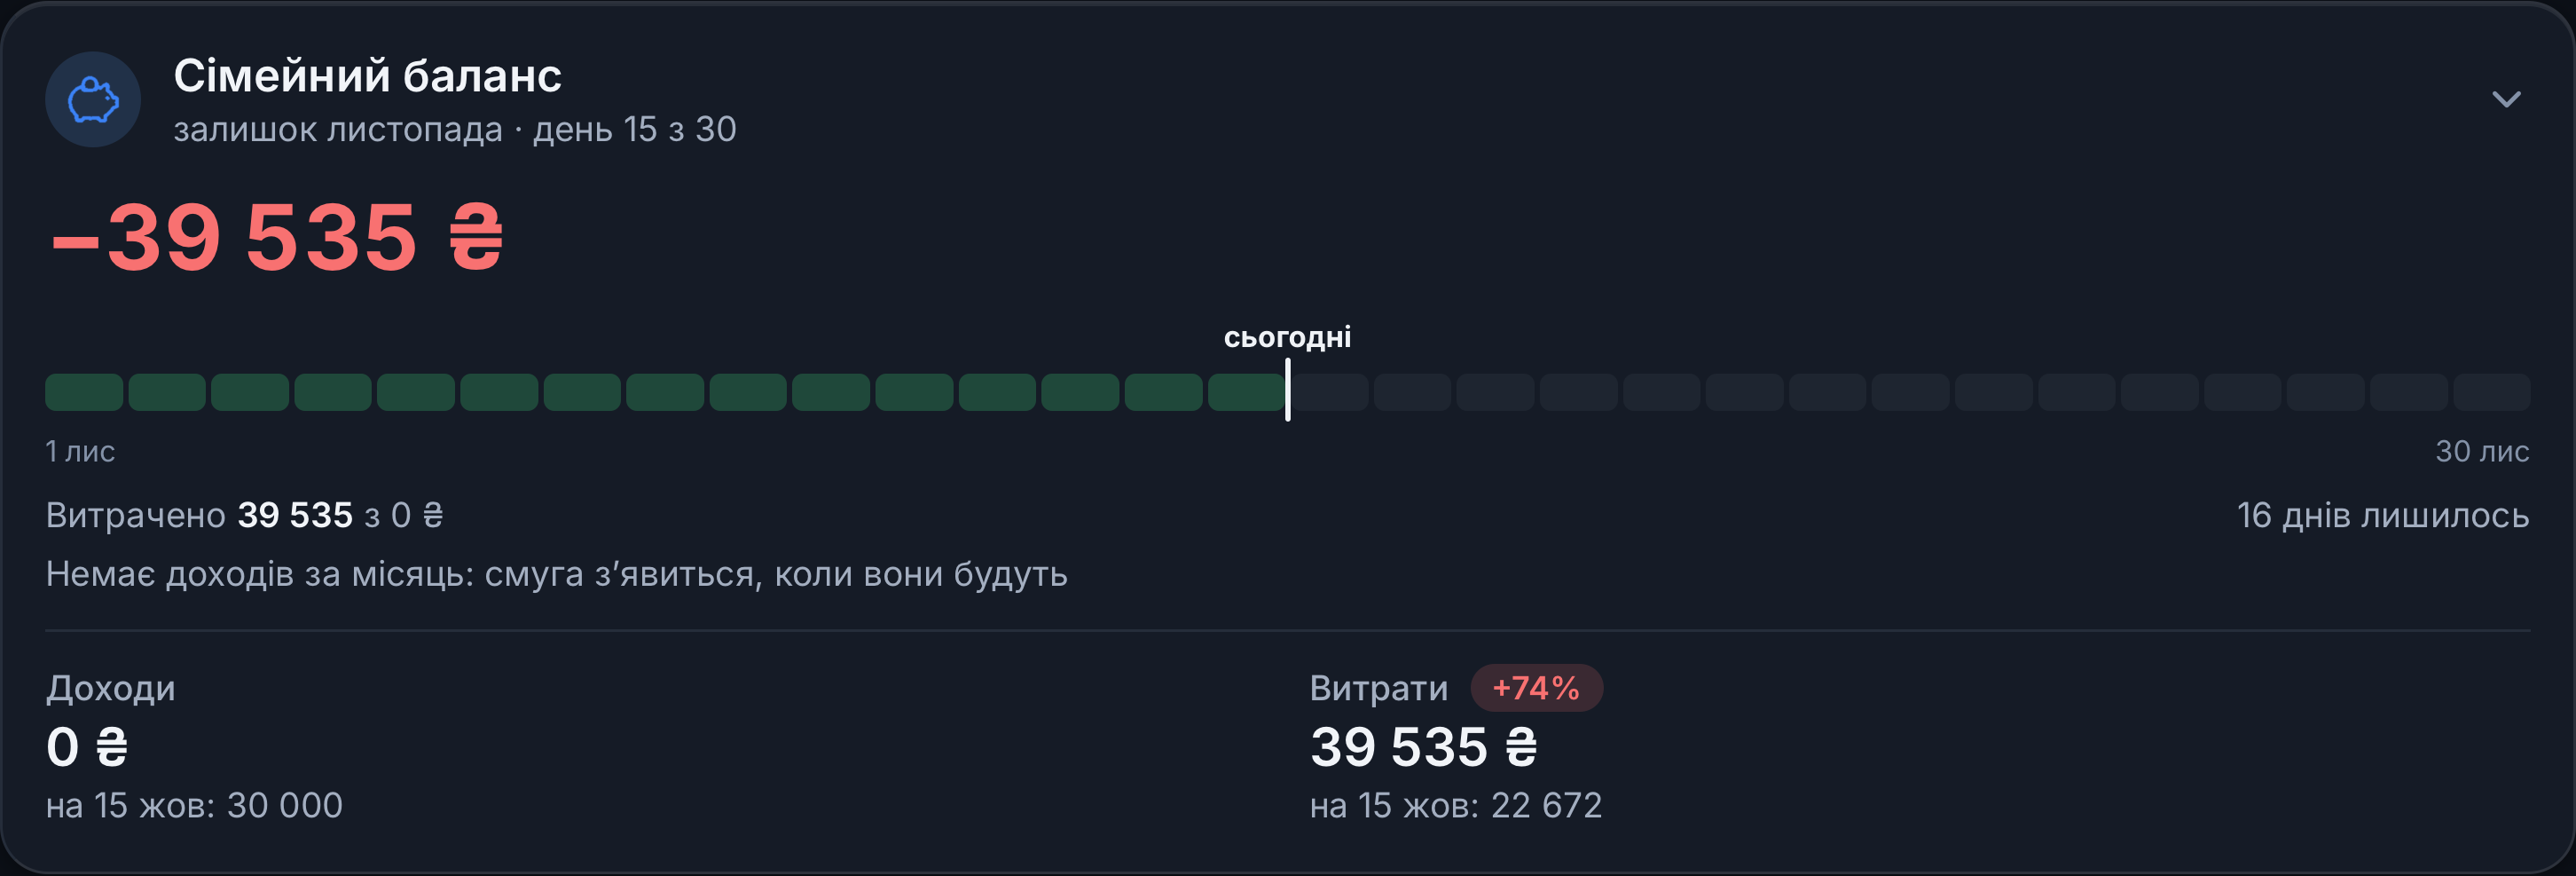 Сімейний баланс
залишок листопада · день 15 з 30
−39 535 ₴
сьогодні
1 лис
30 лис
Витрачено 39 535 з 0 ₴
16 днів лишилось
Немає доходів за місяць: смуга з’явиться, коли вони будуть
Доходи
0 ₴
на 15 жов: 30 000
Витрати +74%
39 535 ₴
на 15 жов: 22 672